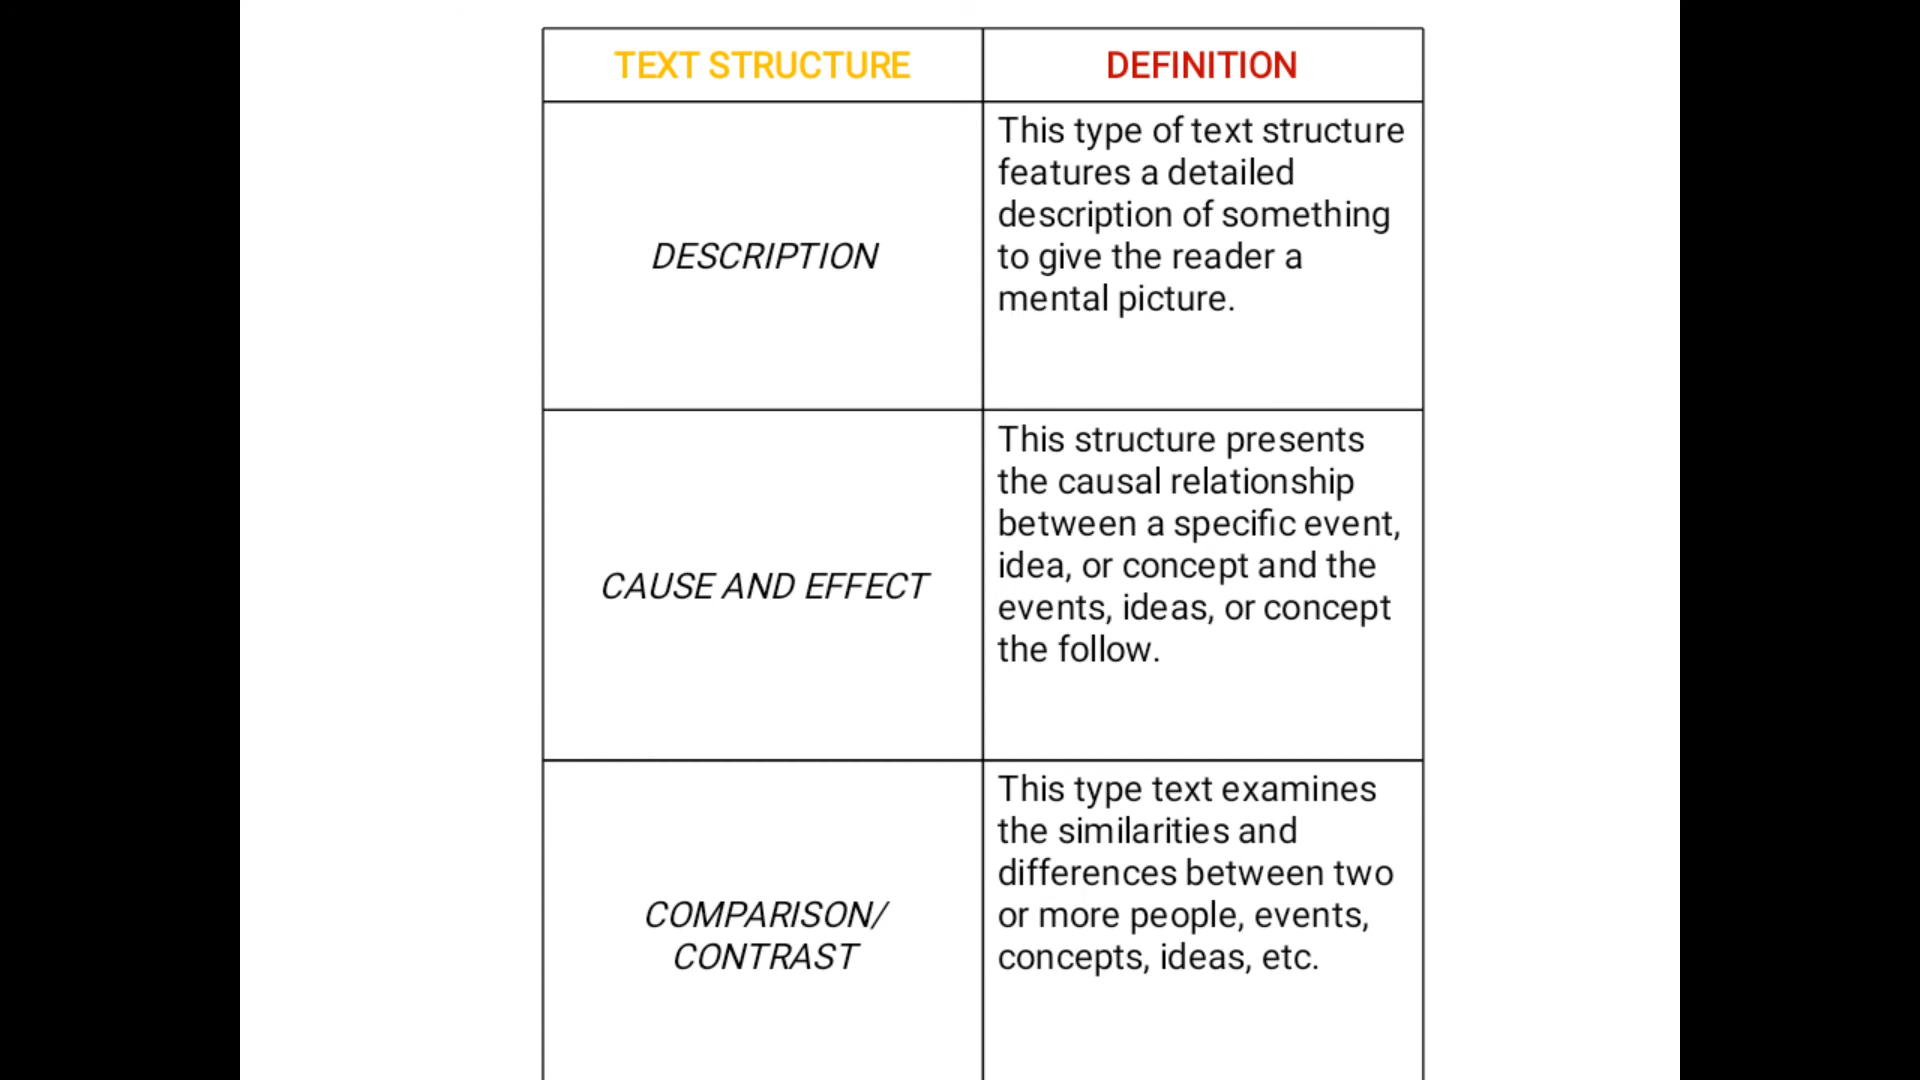 TEXT STRUCTURE
DEFINITION
DESCRIPTION
This type of text structure
features a detailed
description of something
to give the reader a
mental picture.
CAUSE AND EFFECT
This structure presents
the causal relationship
between a specific event,
idea, or concept and the
events, ideas, or concept
the follow.
COMPARISON/
CONTRAST
This type text examines
the similarities and
differences between two
or more people, events,
concepts, ideas, etc.